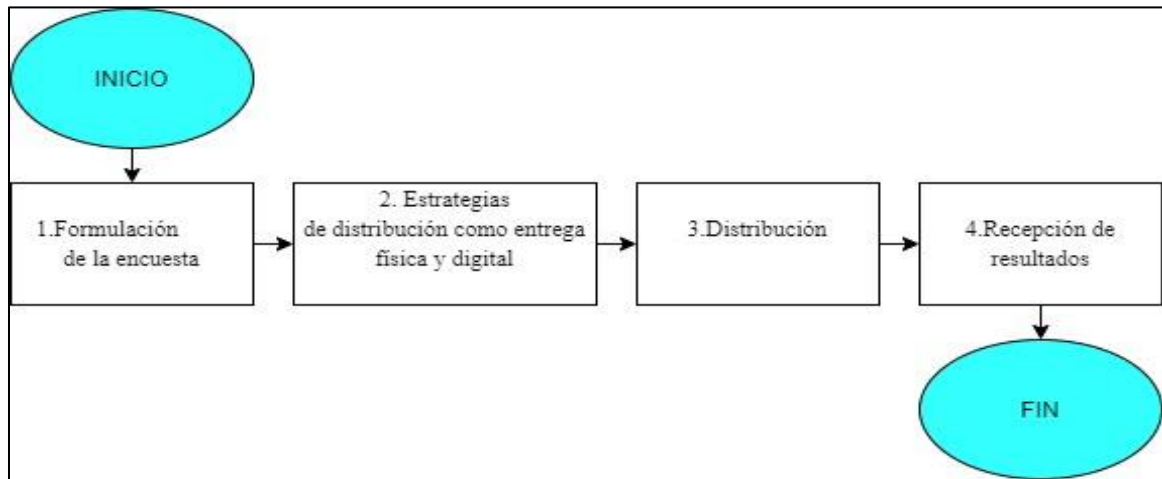 INICIO
1.Formulación
de la encuesta
2. Estrategias
de distribución como entrega
física y digital
3.Distribución
4.Recepción de
resultados
FIN